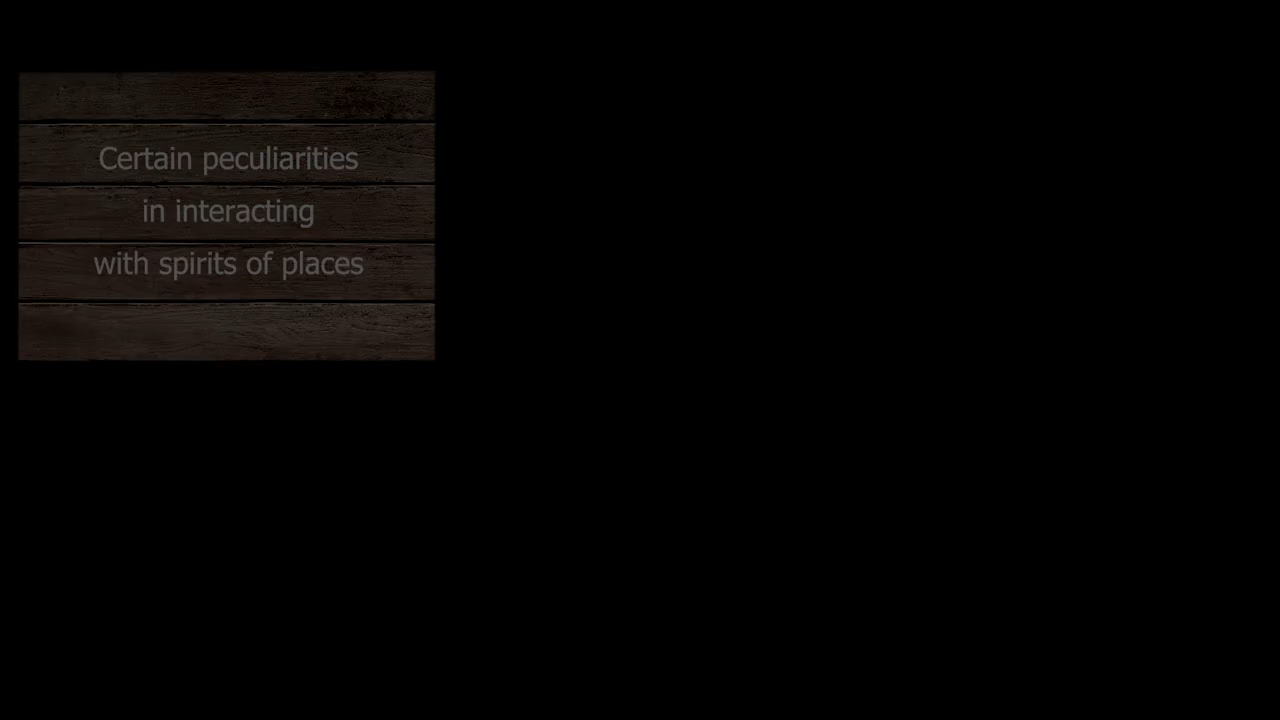 Certain peculiarities
in interacting
with spirits of places